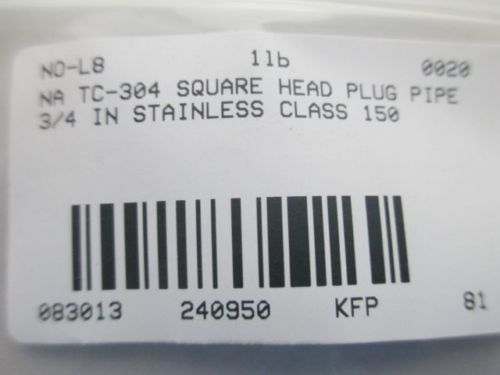 NO-L8 1lb 0020
NA TC-304 SQUARE HEAD PLUG PIPE
3/4 IN STAINLESS CLASS 150
083013 240950 KFP 81